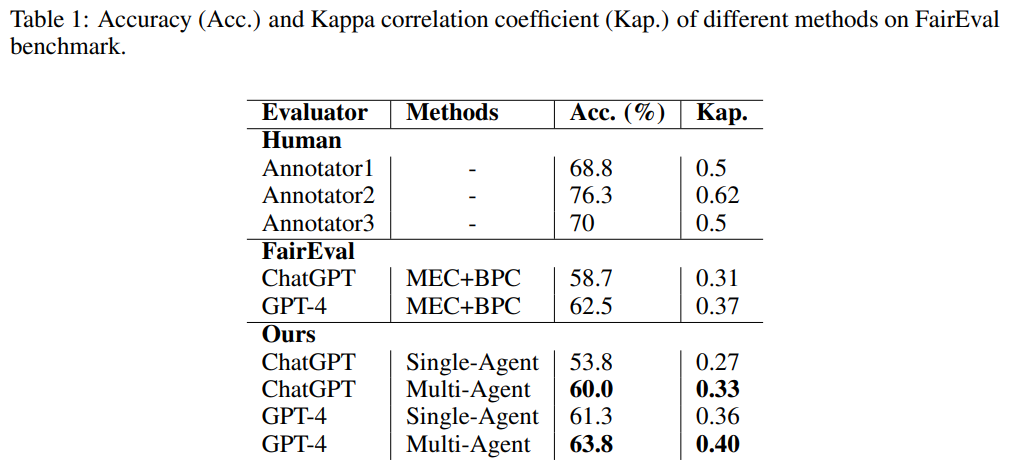 Table 1: Accuracy (Acc.) and Kappa correlation coefficient (Kap.) of different methods on FairEval
benchmark.
Evaluator Methods Acc. (%) Kap.
Human
Annotator1 - 68.8 0.5
Annotator2 - 76.3 0.62
Annotator3 - 70 0.5
FairEval
ChatGPT MEC+BPC 58.7 0.31
GPT-4 MEC+BPC 62.5 0.37
Ours
ChatGPT Single-Agent 53.8 0.27
ChatGPT Multi-Agent 60.0 0.33
GPT-4 Single-Agent 61.3 0.36
GPT-4 Multi-Agent 63.8 0.40